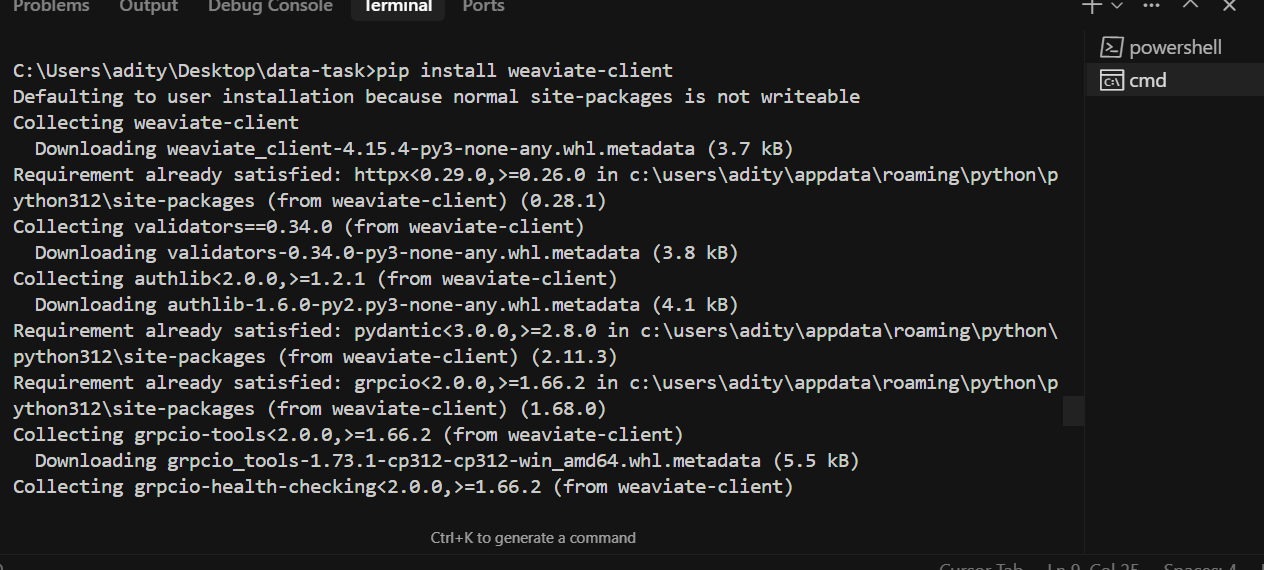 Problems Output Debug Console Terminal Ports
powershell
cmd
C:\Users\adity\Desktop\data-task>pip install weaviate-client
Defaulting to user installation because normal site-packages is not writeable
Collecting weaviate-client
  Downloading weaviate_client-4.15.4-py3-none-any.whl.metadata (3.7 kB)
Requirement already satisfied: httpx<0.29.0,>=0.26.0 in c:\users\adity\appdata\roaming\python\p
ython312\site-packages (from weaviate-client) (0.28.1)
Collecting validators==0.34.0 (from weaviate-client)
  Downloading validators-0.34.0-py3-none-any.whl.metadata (3.8 kB)
Collecting authlib<2.0.0,>=1.2.1 (from weaviate-client)
  Downloading authlib-1.6.0-py2.py3-none-any.whl.metadata (4.1 kB)
Requirement already satisfied: pydantic<3.0.0,>=2.8.0 in c:\users\adity\appdata\roaming\python\
python312\site-packages (from weaviate-client) (2.11.3)
Requirement already satisfied: grpcio<2.0.0,>=1.66.2 in c:\users\adity\appdata\roaming\python\p
ython312\site-packages (from weaviate-client) (1.68.0)
Collecting grpcio-tools<2.0.0,>=1.66.2 (from weaviate-client)
  Downloading grpcio_tools-1.73.1-cp312-cp312-win_amd64.whl.metadata (5.5 kB)
Collecting grpcio-health-checking<2.0.0,>=1.66.2 (from weaviate-client)
Ctrl+K to generate a command
Cursor Tab Ln 9, Col 25 Spaces: 4